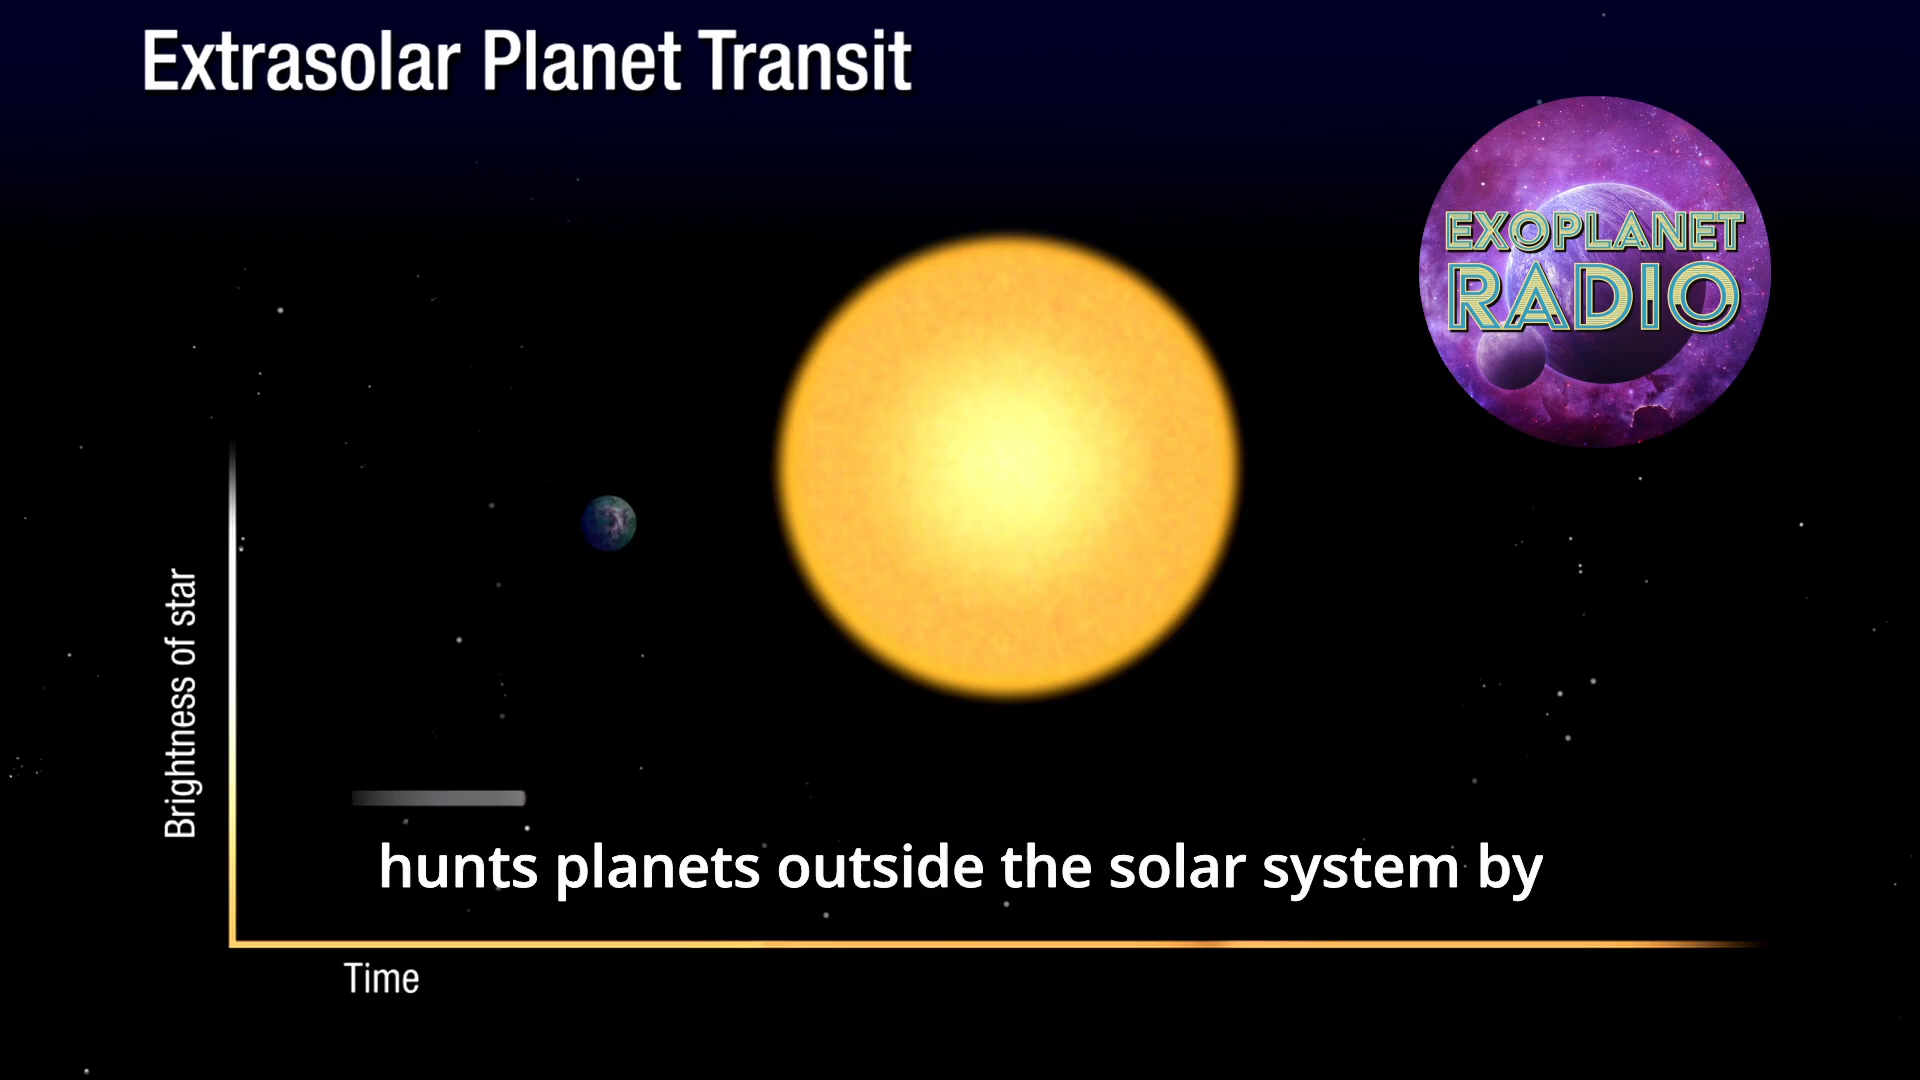 Extrasolar Planet Transit
EXOPLANET
RADIO
Brightness of star
hunts planets outside the solar system by
Time